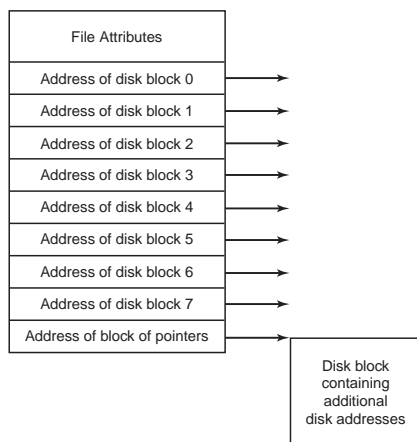 File Attributes
Address of disk block 0
Address of disk block 1
Address of disk block 2
Address of disk block 3
Address of disk block 4
Address of disk block 5
Address of disk block 6
Address of disk block 7
Address of block of pointers
Disk block
containing
additional
disk addresses